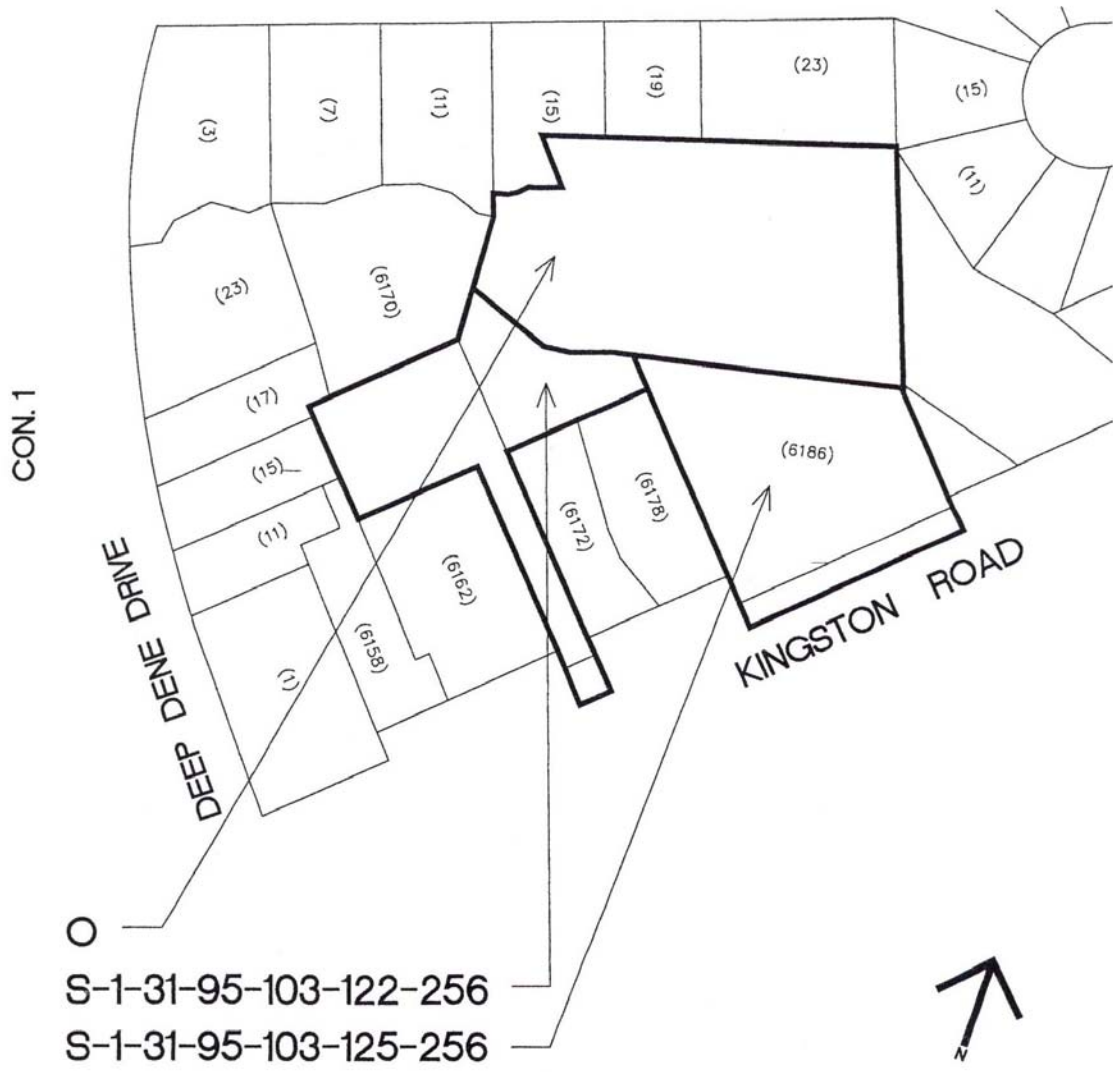 (3)
(7)
(11)
(15)
(19)
(23)
(15)
(11)
(23)
(6170)
(17)
(15)
(11)
(1)
(6158)
(6162)
(6172)
(6178)
(6186)
CON. 1
DEEP DENE DRIVE
KINGSTON ROAD
O
S-1-31-95-103-122-256
S-1-31-95-103-125-256
N